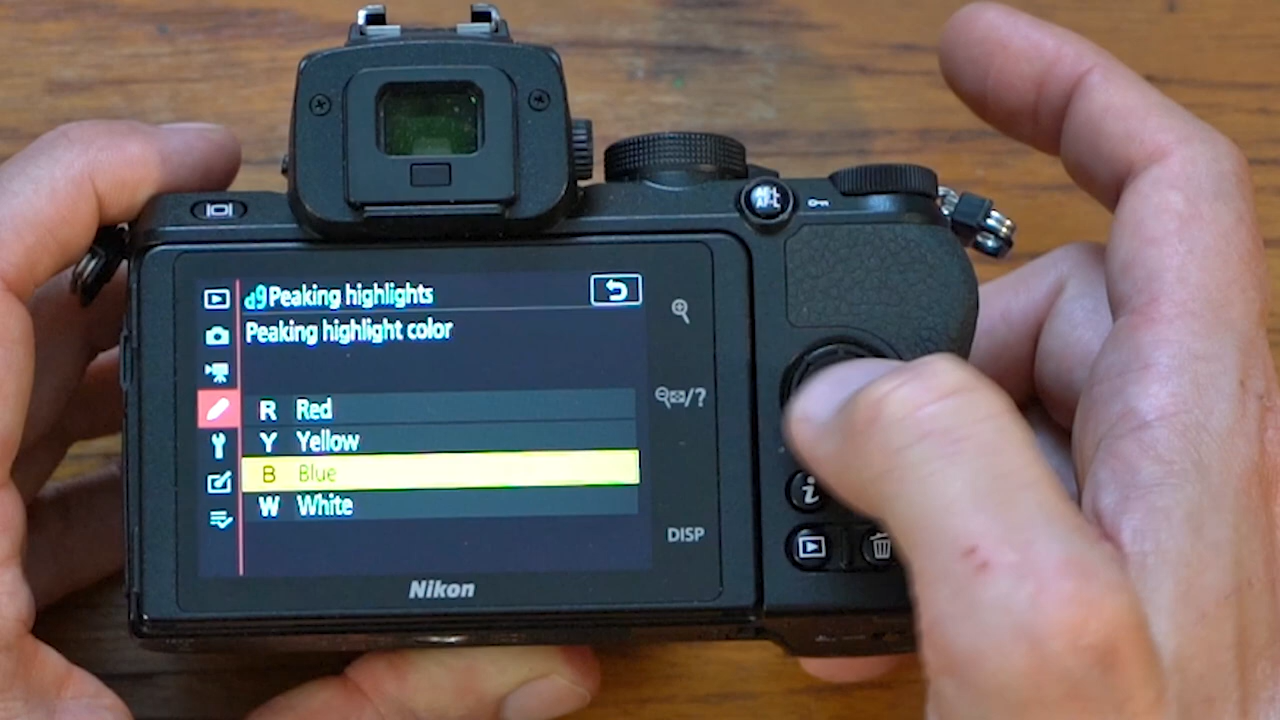 AE-L
AF-L
d9Peaking highlights
Peaking highlight color
R Red
Y Yellow
B Blue
W White
?
i
DISP
Nikon